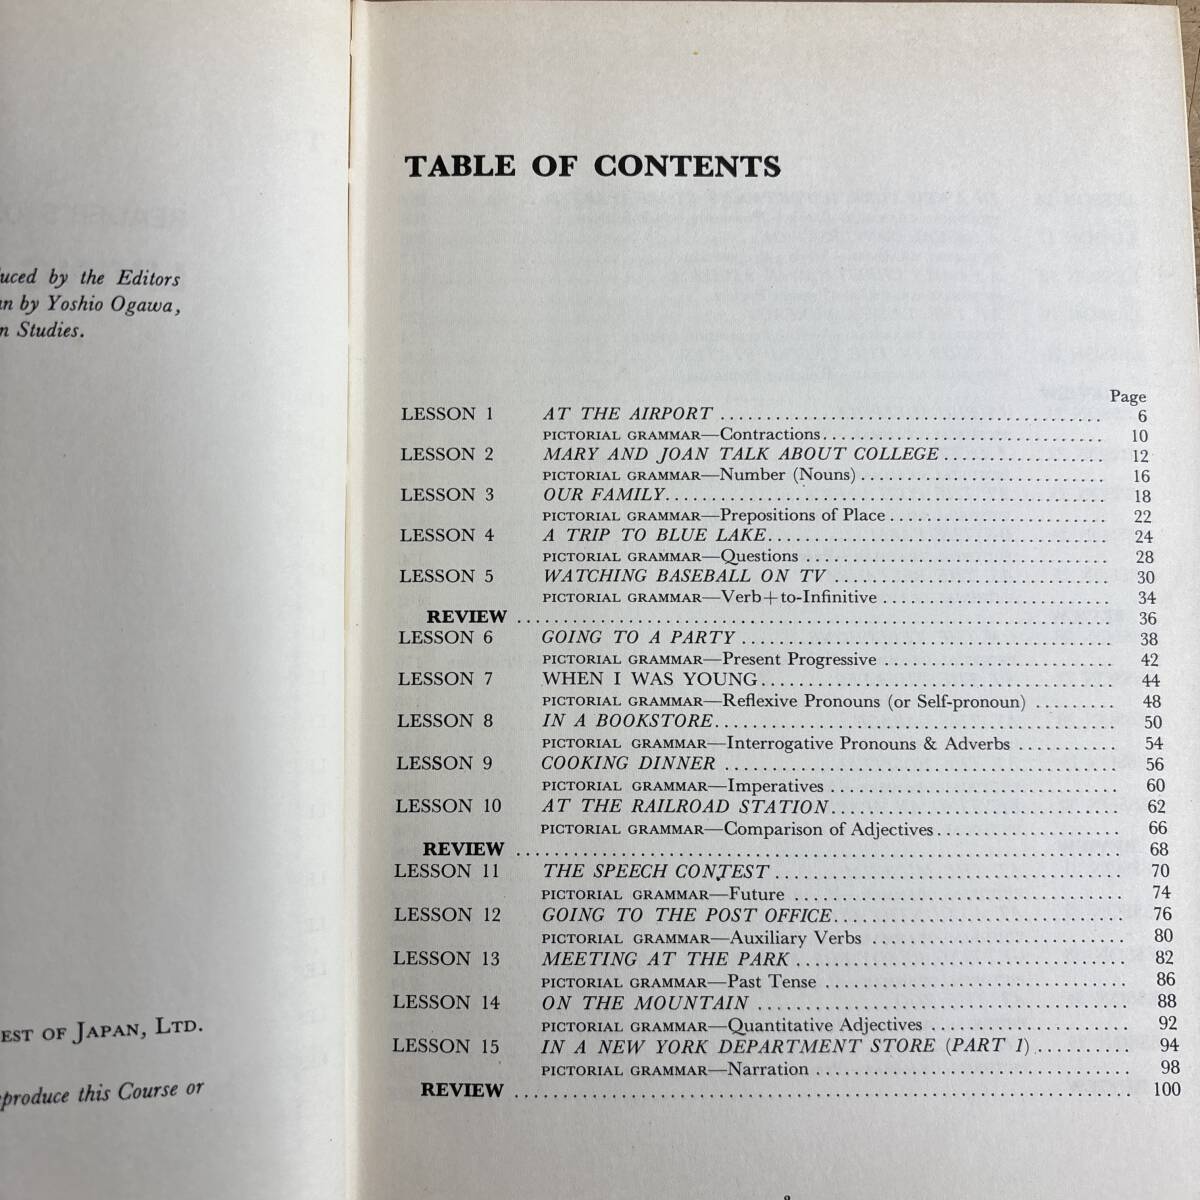 uced by the Editors
an by Yoshio Ogawa,
n Studies.
EST OF JAPAN, LTD.
produce this Course or
TABLE OF CONTENTS
Page
LESSON 1 AT THE AIRPORT 6
PICTORIAL GRAMMAR—Contractions 10
LESSON 2 MARY AND JOAN TALK ABOUT COLLEGE 12
PICTORIAL GRAMMAR—Number (Nouns) 16
LESSON 3 OUR FAMILY 18
PICTORIAL GRAMMAR—Prepositions of Place 22
LESSON 4 A TRIP TO BLUE LAKE 24
PICTORIAL GRAMMAR—Questions 28
LESSON 5 WATCHING BASEBALL ON TV 30
PICTORIAL GRAMMAR—Verb+to-Infinitive 34
REVIEW 36
LESSON 6 GOING TO A PARTY 38
PICTORIAL GRAMMAR—Present Progressive 42
LESSON 7 WHEN I WAS YOUNG 44
PICTORIAL GRAMMAR—Reflexive Pronouns (or Self-pronoun) 48
LESSON 8 IN A BOOKSTORE 50
PICTORIAL GRAMMAR—Interrogative Pronouns & Adverbs 54
LESSON 9 COOKING DINNER 56
PICTORIAL GRAMMAR—Imperatives 60
LESSON 10 AT THE RAILROAD STATION 62
PICTORIAL GRAMMAR—Comparison of Adjectives 66
REVIEW 68
LESSON 11 THE SPEECH CONTEST 70
PICTORIAL GRAMMAR—Future 74
LESSON 12 GOING TO THE POST OFFICE 76
PICTORIAL GRAMMAR—Auxiliary Verbs 80
LESSON 13 MEETING AT THE PARK 82
PICTORIAL GRAMMAR—Past Tense 86
LESSON 14 ON THE MOUNTAIN 88
PICTORIAL GRAMMAR—Quantitative Adjectives 92
LESSON 15 IN A NEW YORK DEPARTMENT STORE (PART 1) 94
PICTORIAL GRAMMAR—Narration 98
REVIEW 100